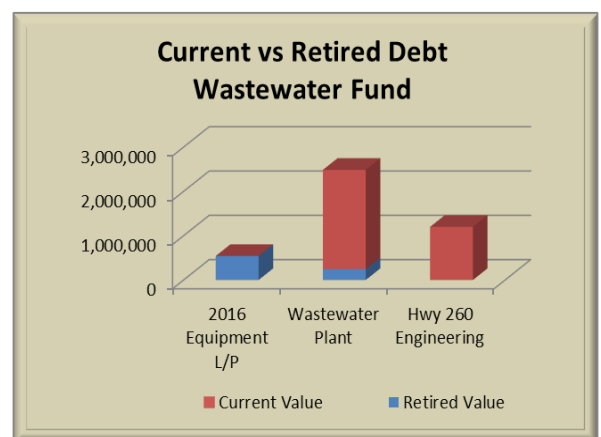 Current vs Retired Debt
Wastewater Fund
3,000,000
2,000,000
1,000,000
0
2016
Equipment
L/P
Wastewater
Plant
Hwy 260
Engineering
Current Value
Retired Value